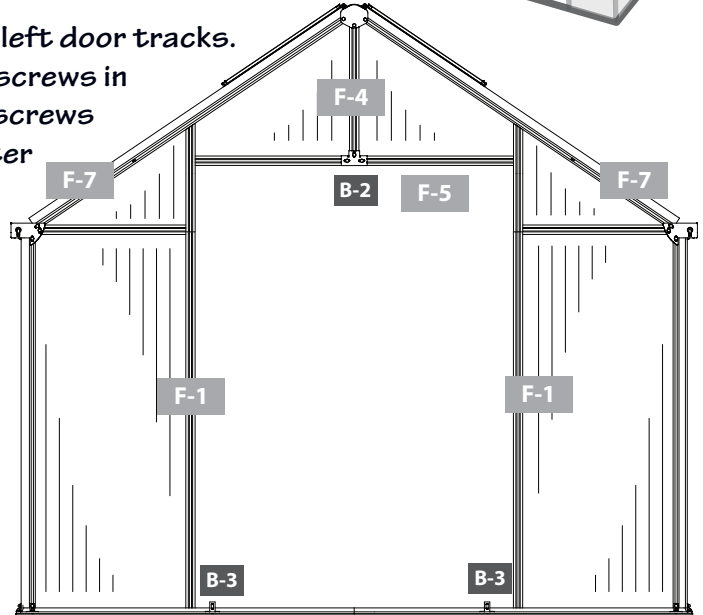 left door tracks.
screws in
screws
F-4
F-7
F-7
B-2
F-5
F-1
F-1
B-3
B-3